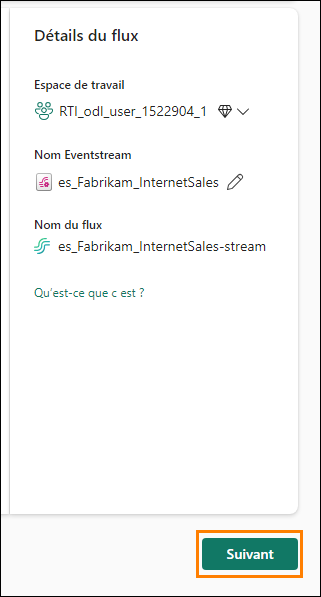 Détails du flux
Espace de travail
RTI_odl_user_1522904_1
Nom Eventstream
es_Fabrikam_InternetSales
Nom du flux
es_Fabrikam_InternetSales-stream
Qu'est-ce que c est ?
Suivant